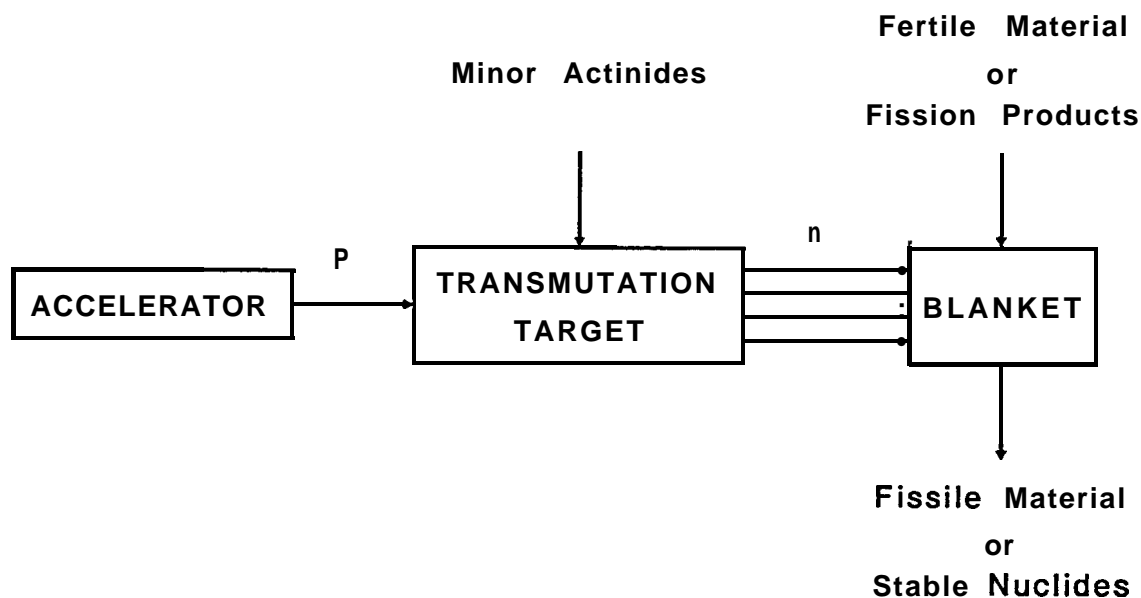 Minor Actinides
Fertile Material
or
Fission Products
P
n
ACCELERATOR
TRANSMUTATION
TARGET
BLANKET
Fissile Material
or
Stable Nuclides